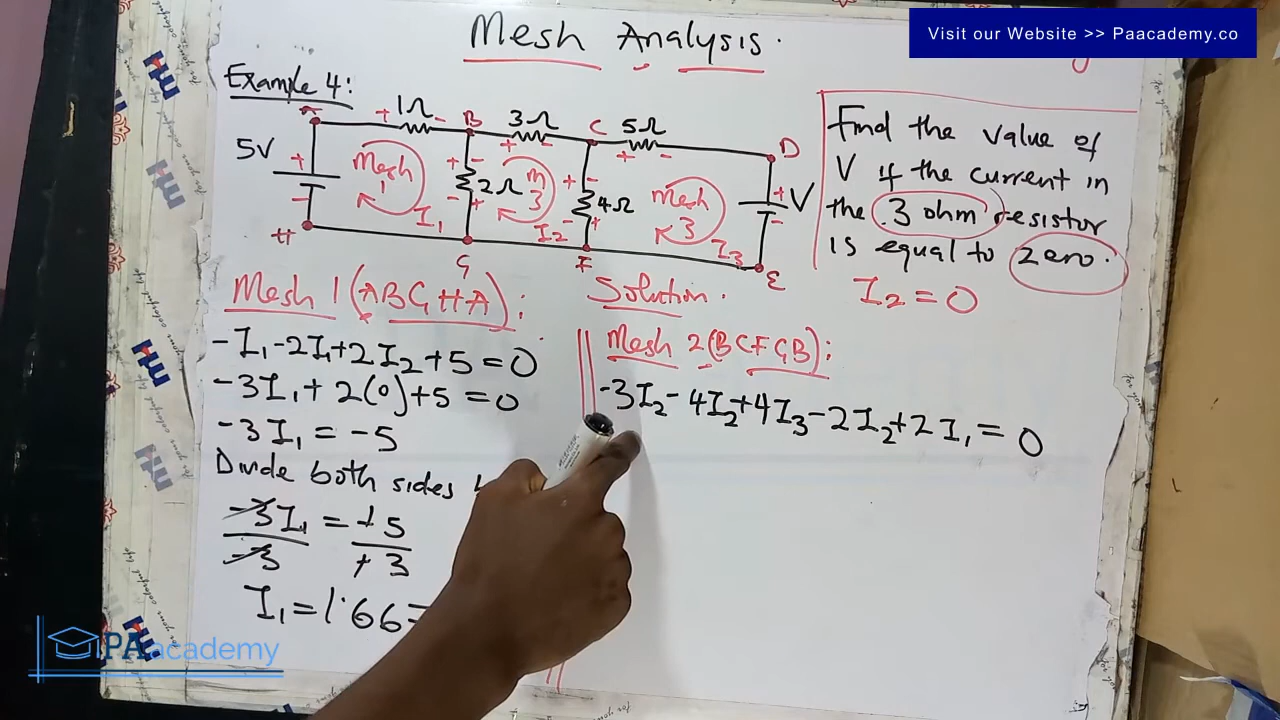 Visit our Website >> Paacademy.co
Mesh Analysis.
Example 4:
A
1Ω
B
3Ω
C
5Ω
D
5V
+ -
+ -
+ -
Mesh 1
I₁
2Ω
m 3
I₂
4Ω
Mesh 3
I₃
V
H
G
F
E
Find the value of
V if the current in
the 3 ohm resistor
is equal to zero.
I₂ = 0
Solution.
Mesh 1 (ABGHA):
-I₁ - 2I₁ + 2I₂ + 5 = 0
-3I₁ + 2(0) + 5 = 0
-3I₁ = -5
Divide both sides
-3I₁ = +5
-3 +3
I₁ = 1.66
Mesh 2 (BCFGB):
-3I₂ - 4I₂ + 4I₃ - 2I₂ + 2I₁ = 0
PAacademy